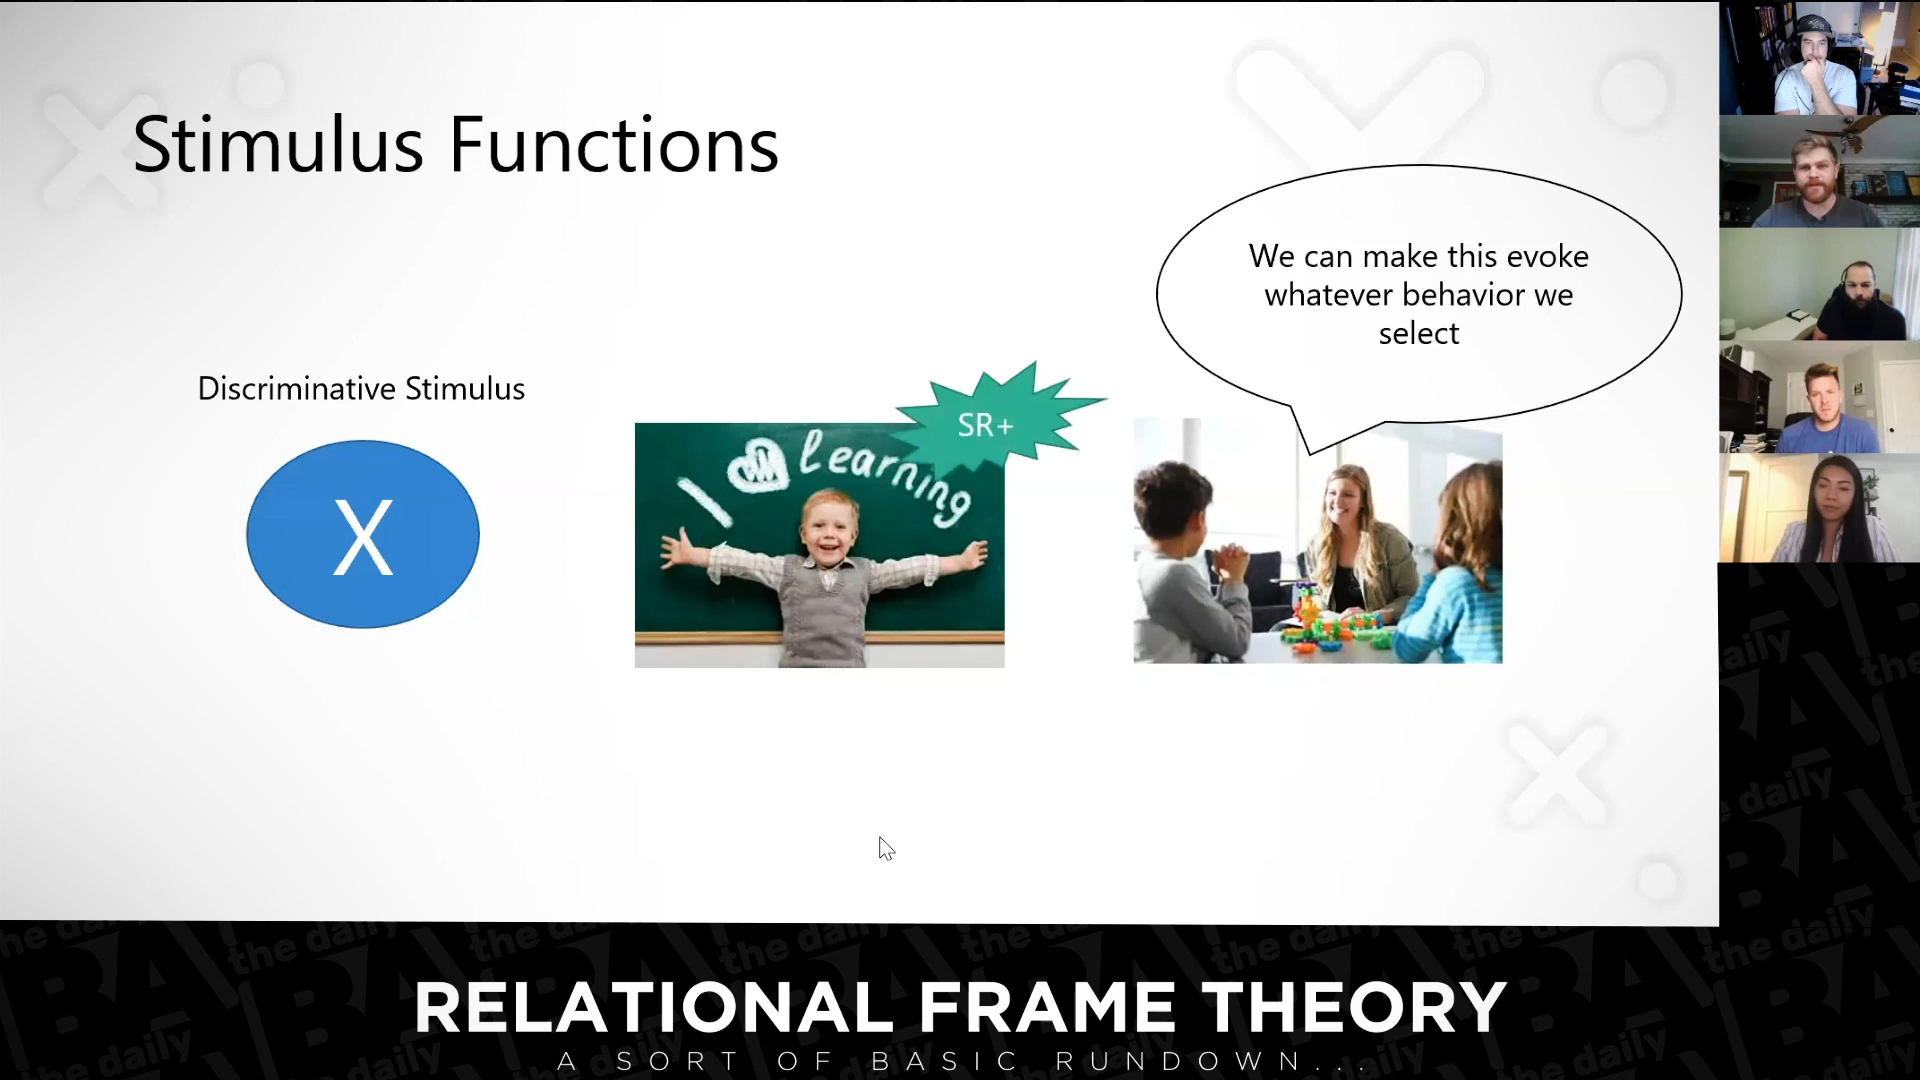 Stimulus Functions
We can make this evoke
whatever behavior we
select
Discriminative Stimulus
X
SR+
I learning
RELATIONAL FRAME THEORY
A SORT OF BASIC RUNDOWN...
the daily
BA